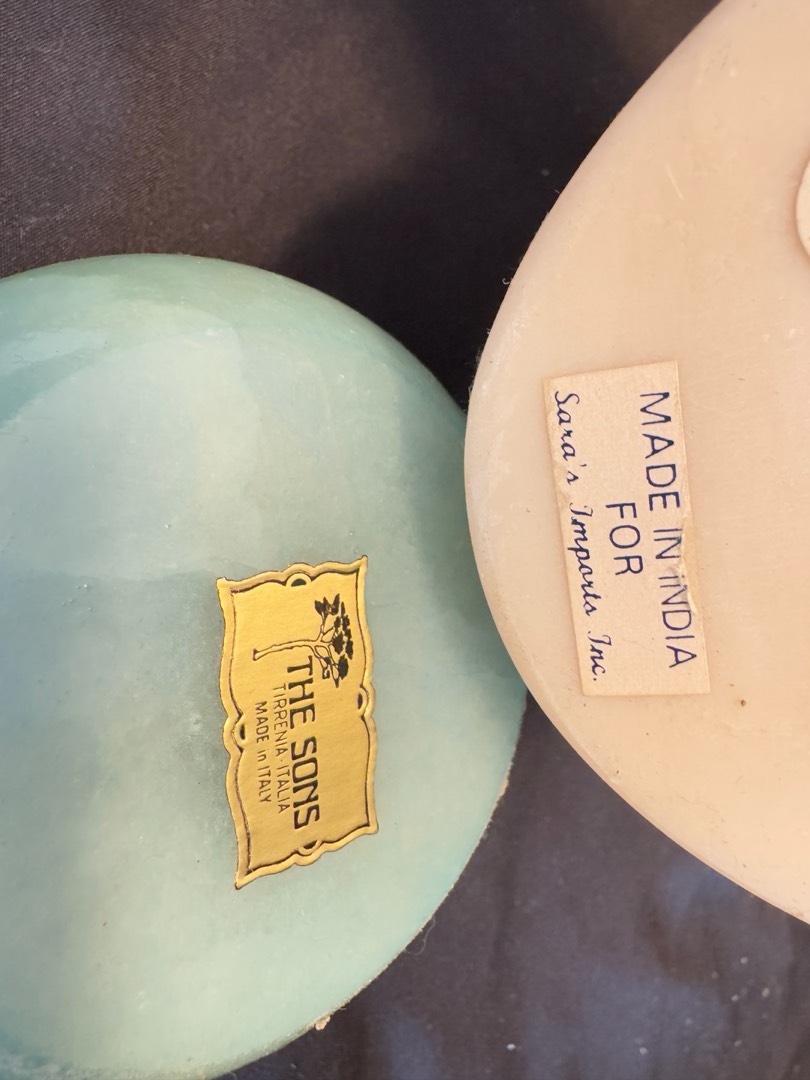 THE SONS
TIRRENIA-ITALIA
MADE in ITALY
MADE IN INDIA
FOR
Sara's Imports Inc.